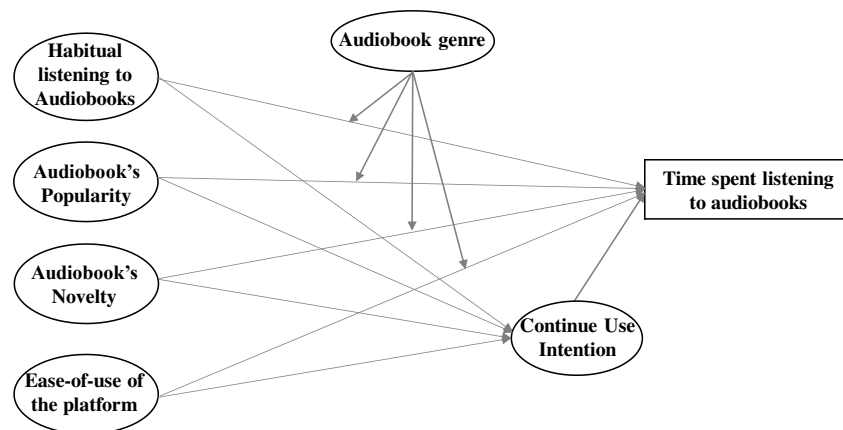 Audiobook genre
Habitual
listening to
Audiobooks
Audiobook’s
Popularity
Time spent listening
to audiobooks
Audiobook’s
Novelty
Continue Use
Intention
Ease-of-use of
the platform